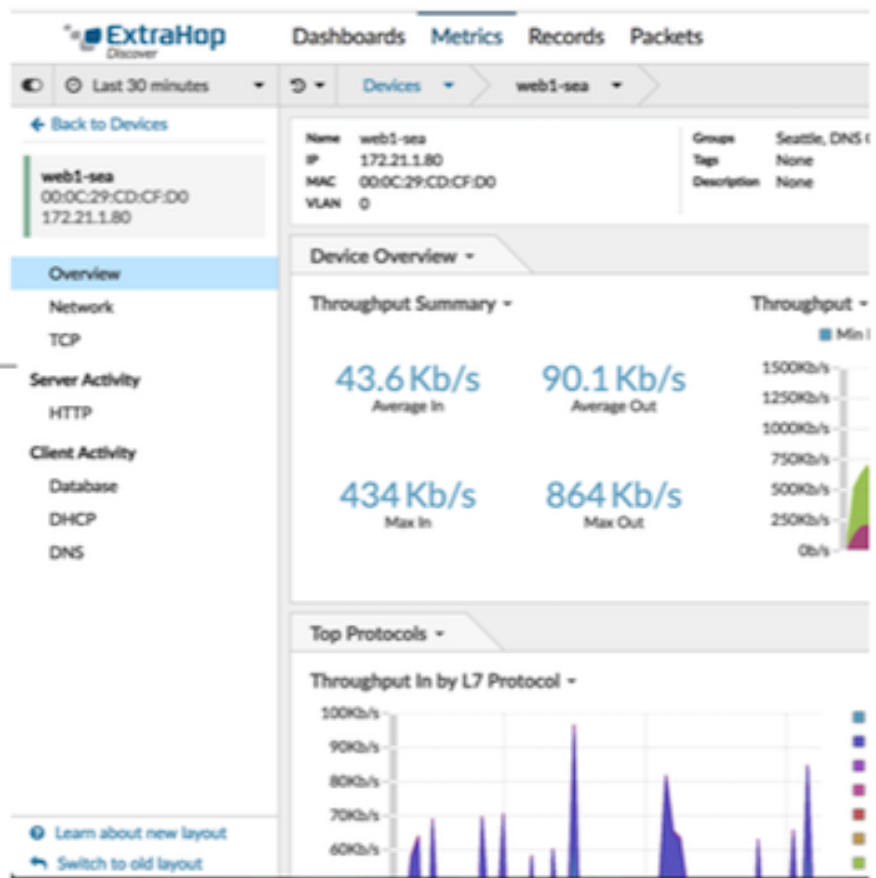 ExtraHop
Discover
Dashboards Metrics Records Packets
Last 30 minutes
Devices
web1-sea
Back to Devices
web1-sea
00:0C:29:CD:CF:D0
172.21.1.80
Overview
Network
TCP
Server Activity
HTTP
Client Activity
Database
DHCP
DNS
Learn about new layout
Switch to old layout
Name web1-sea
IP 172.21.1.80
MAC 00:0C:29:CD:CF:D0
VLAN 0
Groups Seattle, DNS
Tags None
Description None
Device Overview
Throughput Summary
43.6 Kb/s
Average In
90.1 Kb/s
Average Out
434 Kb/s
Max In
864 Kb/s
Max Out
Throughput
Min
1500Kb/s
1250Kb/s
1000Kb/s
750Kb/s
500Kb/s
250Kb/s
0b/s
Top Protocols
Throughput In by L7 Protocol
100Kb/s
90Kb/s
80Kb/s
70Kb/s
60Kb/s